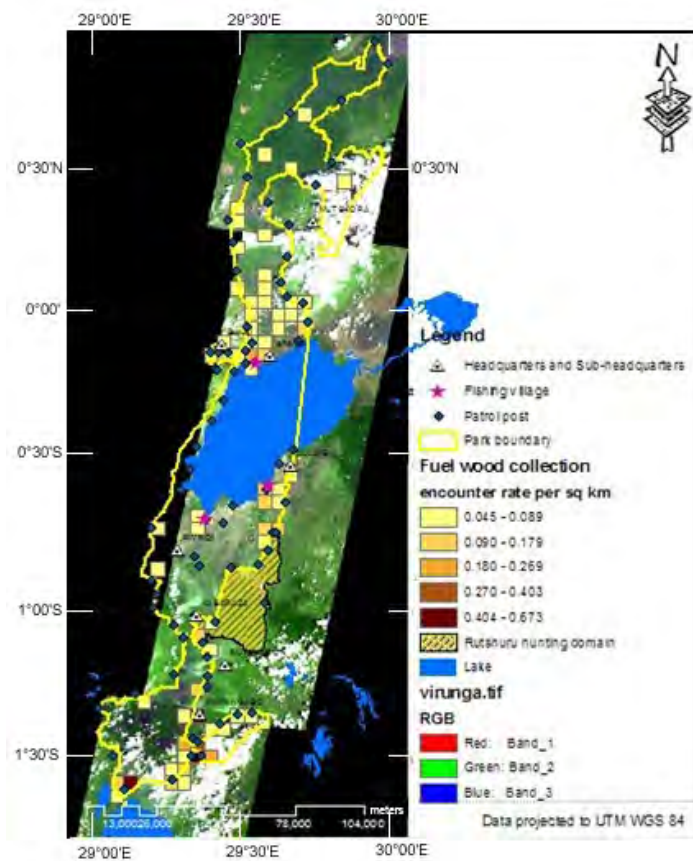 29°00'E 29°30'E 30°00'E
N
0°30'N 0°30'N
0°00'
Legend
Headquarters and Sub-headquarters
Fishing village
Patrol post
Park boundary
0°30'S
Fuel wood collection
encounter rate per sq km
0.045 - 0.089
0.090 - 0.179
0.180 - 0.269
0.270 - 0.403
0.404 - 0.673
1°00'S
Rutshuru hunting domain
Lake
virunga.tif
RGB
Red: Band_1
Green: Band_2
1°30'S
Blue: Band_3
meters
13,000 26,000 78,000 104,000
Data projected to UTM WGS 84
29°00'E 29°30'E 30°00'E